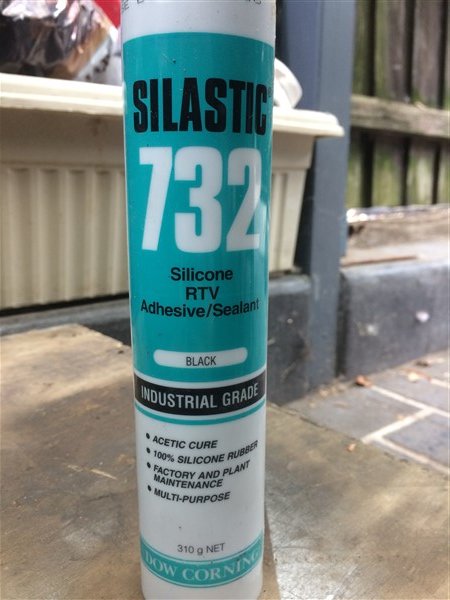 SILASTIC®
732
Silicone
RTV
Adhesive/Sealant
BLACK
INDUSTRIAL GRADE
• ACETIC CURE
• 100% SILICONE RUBBER
• FACTORY AND PLANT
MAINTENANCE
• MULTI-PURPOSE
310 g NET
DOW CORNING